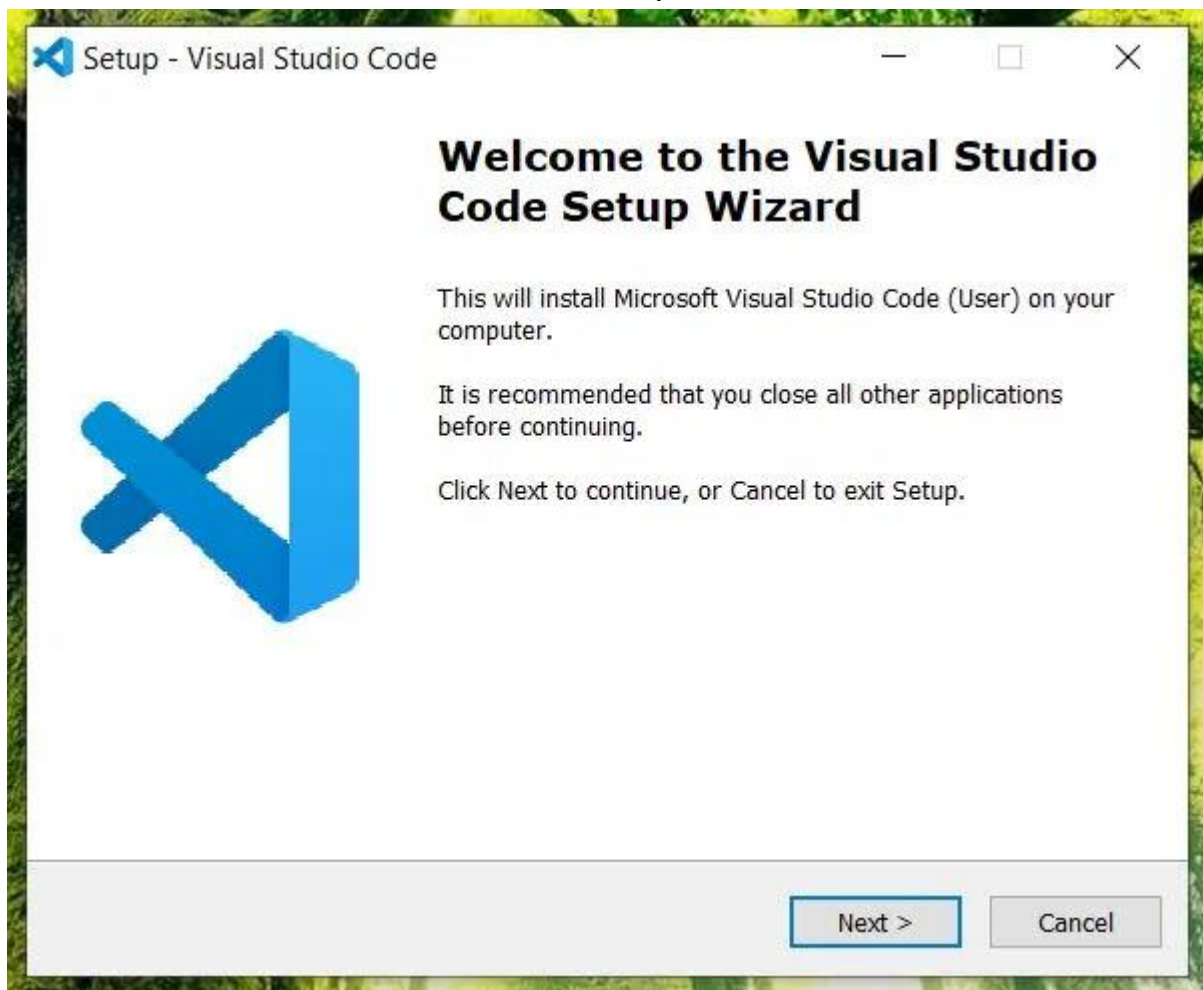 Setup - Visual Studio Code
Welcome to the Visual Studio
Code Setup Wizard
This will install Microsoft Visual Studio Code (User) on your
computer.
It is recommended that you close all other applications
before continuing.
Click Next to continue, or Cancel to exit Setup.
Next >
Cancel